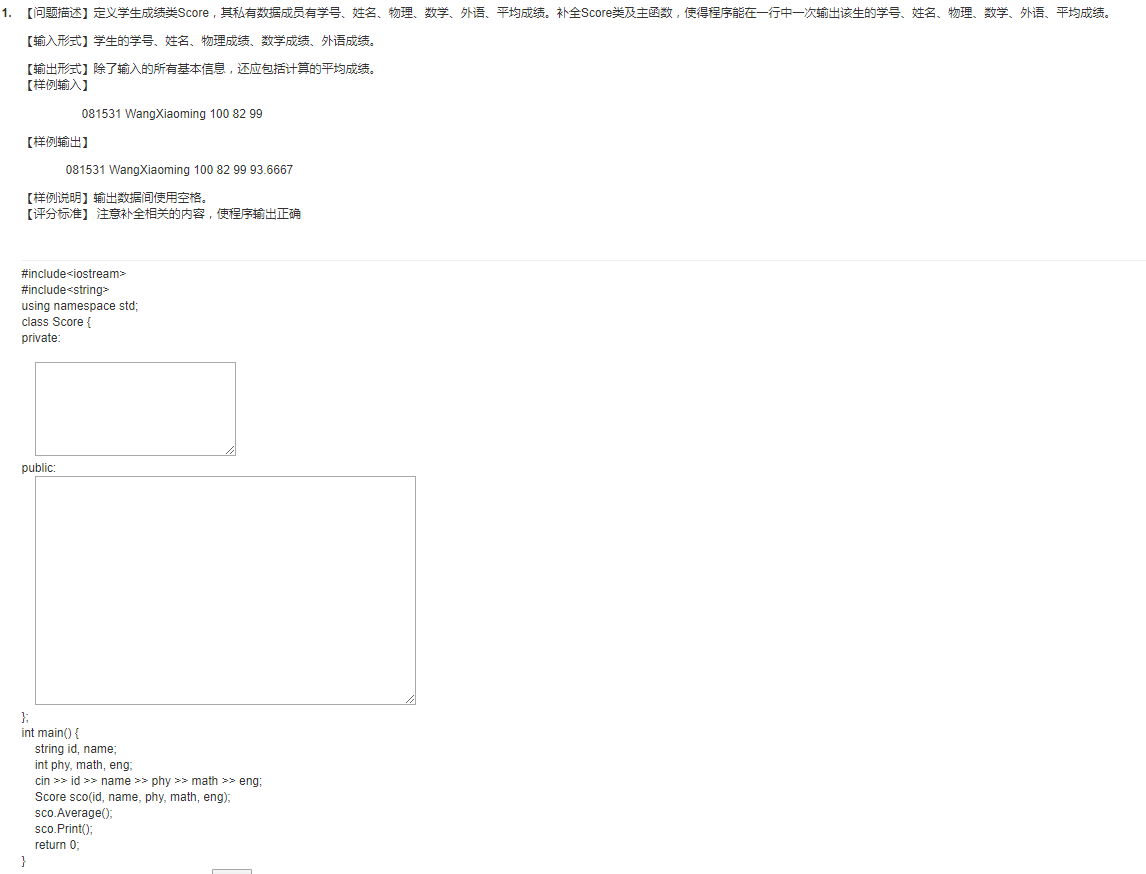 1. 【问题描述】定义学生成绩类Score，其私有数据成员有学号、姓名、物理、数学、外语、平均成绩。补全Score类及主函数，使得程序能在一行中一次输出该生的学号、姓名、物理、数学、外语、平均成绩。
【输入形式】学生的学号、姓名、物理成绩、数学成绩、外语成绩。
【输出形式】除了输入的所有基本信息，还应包括计算的平均成绩。
【样例输入】
081531 WangXiaoming 100 82 99
【样例输出】
081531 WangXiaoming 100 82 99 93.6667
【样例说明】输出数据间使用空格。
【评分标准】 注意补全相关的内容，使程序输出正确
#include<iostream>
#include<string>
using namespace std;
class Score {
private:
public:
};
int main() {
string id, name;
int phy, math, eng;
cin >> id >> name >> phy >> math >> eng;
Score sco(id, name, phy, math, eng);
sco.Average();
sco.Print();
return 0;
}